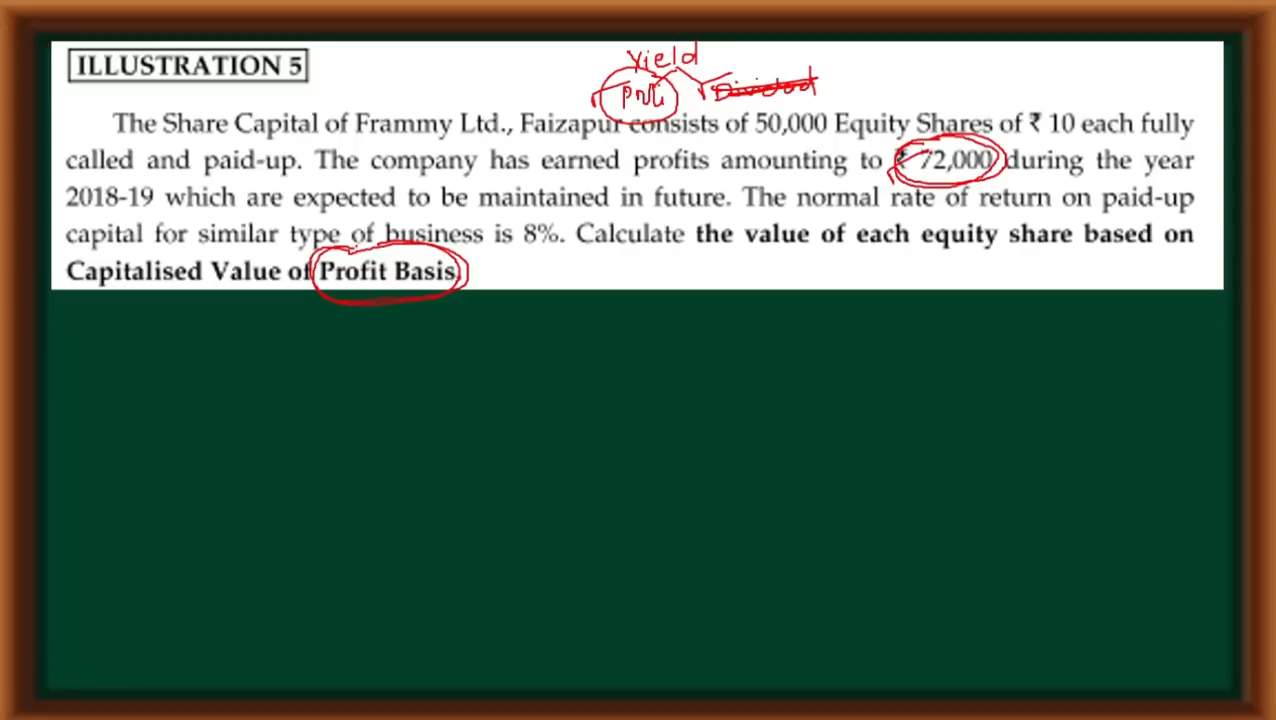 ILLUSTRATION 5
Yield
Profit
Dividend
The Share Capital of Frammy Ltd., Faizapur consists of 50,000 Equity Shares of ₹ 10 each fully
called and paid-up. The company has earned profits amounting to ₹ 72,000 during the year
2018-19 which are expected to be maintained in future. The normal rate of return on paid-up
capital for similar type of business is 8%. Calculate the value of each equity share based on
Capitalised Value of Profit Basis.